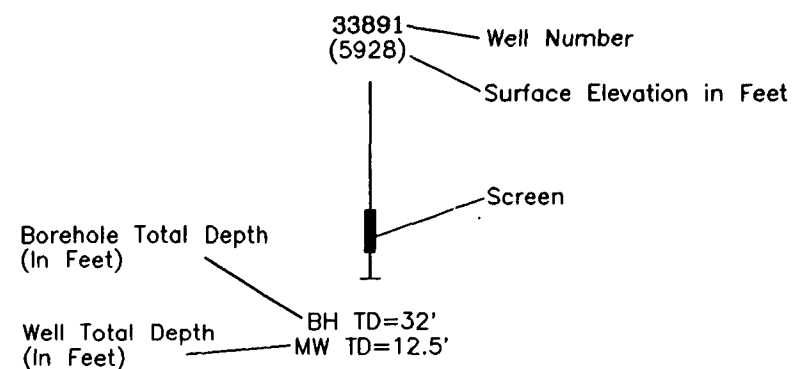 33891
Well Number
(5928)
Surface Elevation in Feet
Screen
Borehole Total Depth
(In Feet)
BH TD=32'
Well Total Depth
(In Feet)
MW TD=12.5'